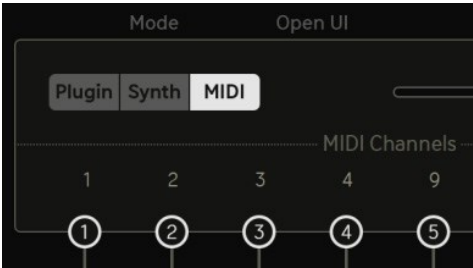 Mode Open UI
Plugin Synth MIDI
MIDI Channels
1 2 3 4 9
1 2 3 4 5